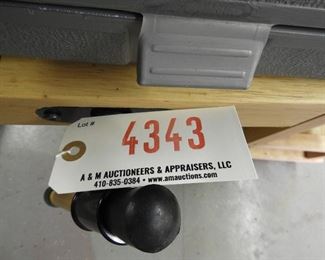 Lot #
4343
A & M AUCTIONEERS & APPRAISERS, LLC
410-835-0384 • www.amauctions.com